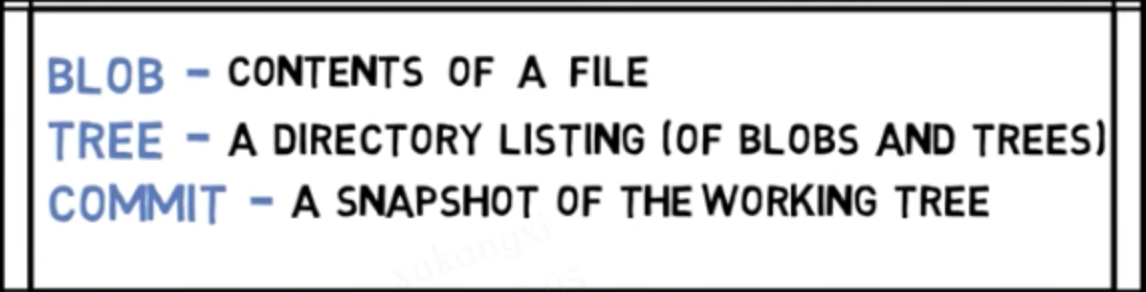 BLOB - CONTENTS OF A FILE
TREE - A DIRECTORY LISTING (OF BLOBS AND TREES)
COMMIT - A SNAPSHOT OF THE WORKING TREE